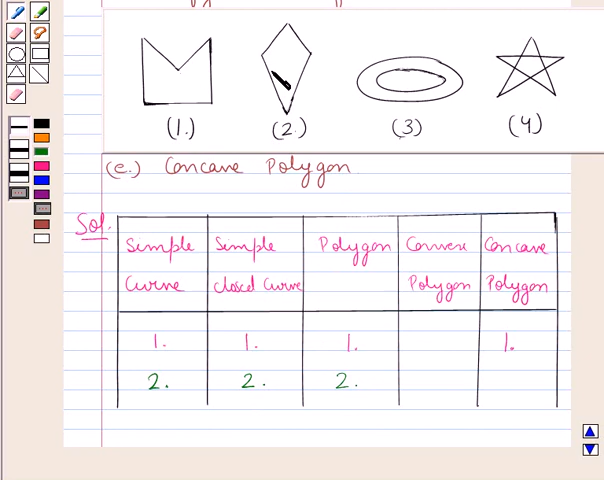 (1.) (2.) (3) (4)
(e.) Concave Polygon
Sol.
Simple Curve
Simple closed Curve
Polygon
Convex Polygon
Concave Polygon
1. 1. 1. 1.
2. 2. 2.